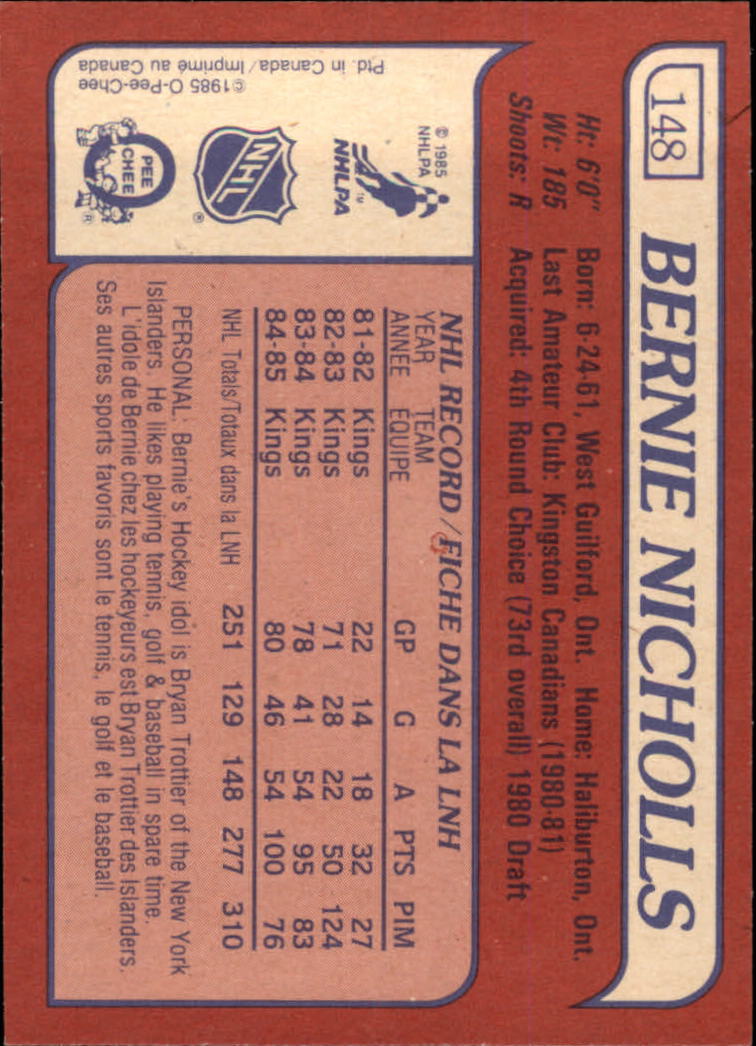 148
BERNIE NICHOLLS
Ht: 6'0" Born: 6-24-61, West Guilford, Ont. Home: Haliburton, Ont.
Wt: 185 Last Amateur Club: Kingston Canadians (1980-81)
Shoots: R Acquired: 4th Round Choice (73rd overall) 1980 Draft
© 1985
NHLPA
NHLPA
TM
NHL
®
PEE
CHEE
®
©1985 O-Pee-Chee
Ptd. in Canada/Imprimé au Canada
NHL RECORD/FICHE DANS LA LNH
YEAR TEAM
ANNEE EQUIPE GP G A PTS PIM
81-82 Kings 22 14 18 32 27
82-83 Kings 71 28 22 50 124
83-84 Kings 78 41 54 95 83
84-85 Kings 80 46 54 100 76
NHL Totals/Totaux dans la LNH 251 129 148 277 310
PERSONAL: Bernie's Hockey idol is Bryan Trottier of the New York
Islanders. He likes playing tennis, golf & baseball in spare time.
L'idole de Bernie chez les hockeyeurs est Bryan Trottier des Islanders.
Ses autres sports favoris sont le tennis, le golf et le baseball.